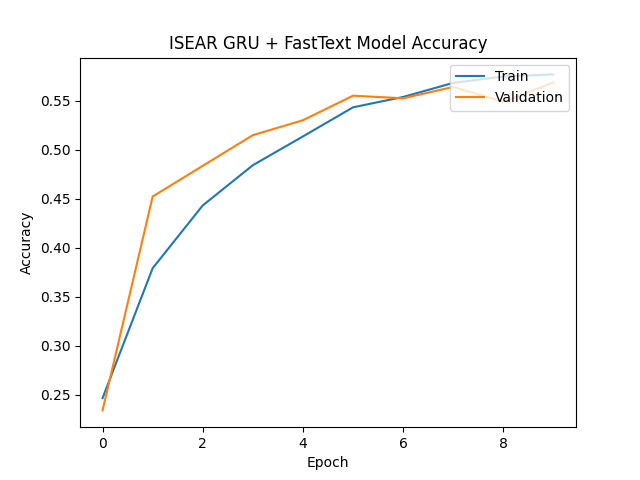 ISEAR GRU + FastText Model Accuracy
Train
Validation
0.55
0.50
0.45
0.40
0.35
0.30
0.25
Accuracy
0 2 4 6 8
Epoch